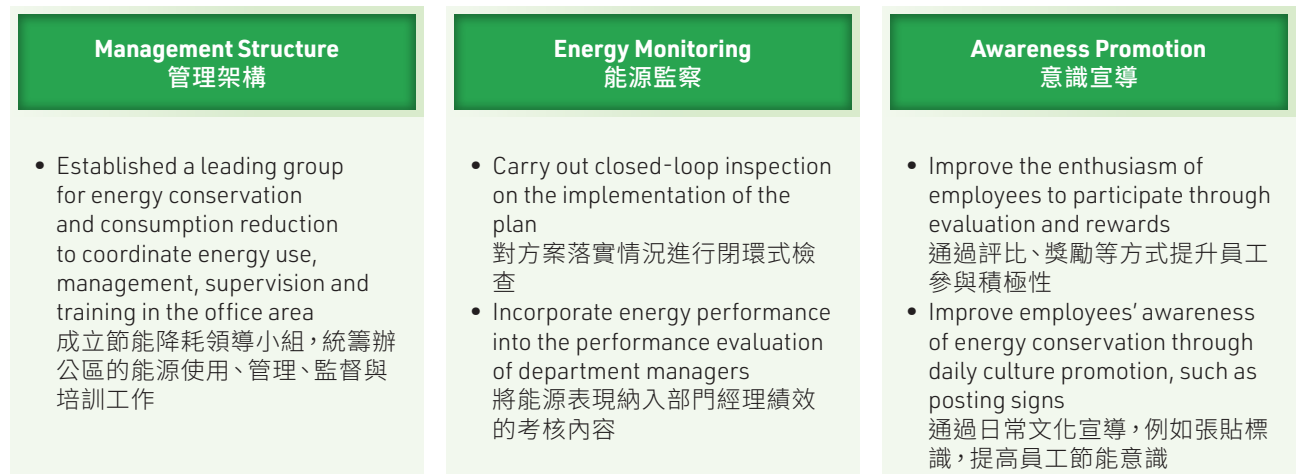 Management Structure
管理架構
• Established a leading group
for energy conservation
and consumption reduction
to coordinate energy use,
management, supervision and
training in the office area
成立節能降耗領導小組，統籌辦
公區的能源使用、管理、監督與
培訓工作
Energy Monitoring
能源監察
• Carry out closed-loop inspection
on the implementation of the
plan
對方案落實情況進行閉環式檢
查
• Incorporate energy performance
into the performance evaluation
of department managers
將能源表現納入部門經理績效
的考核內容
Awareness Promotion
意識宣導
• Improve the enthusiasm of
employees to participate through
evaluation and rewards
通過評比、獎勵等方式提升員工
參與積極性
• Improve employees’ awareness
of energy conservation through
daily culture promotion, such as
posting signs
通過日常文化宣導，例如張貼標
識，提高員工節能意識